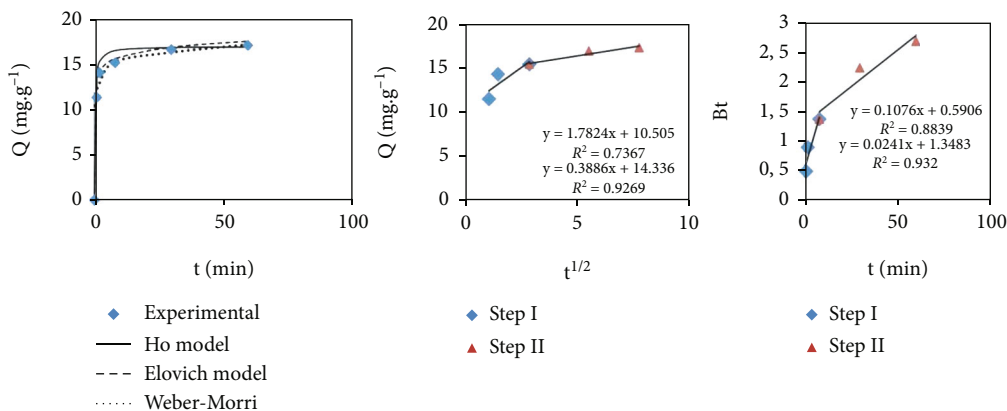 20
15
10
5
0
Q (mg.g⁻¹)
0
50
100
t (min)
Experimental
Ho model
Elovich model
Weber-Morri
20
15
10
5
0
Q (mg.g⁻¹)
y = 1.7824x + 10.505
R² = 0.7367
y = 0.3886x + 14.336
R² = 0.9269
0
5
10
t¹/²
Step I
Step II
3
2, 5
2
1, 5
1
0, 5
0
Bt
y = 0.1076x + 0.5906
R² = 0.8839
y = 0.0241x + 1.3483
R² = 0.932
0
50
100
t (min)
Step I
Step II